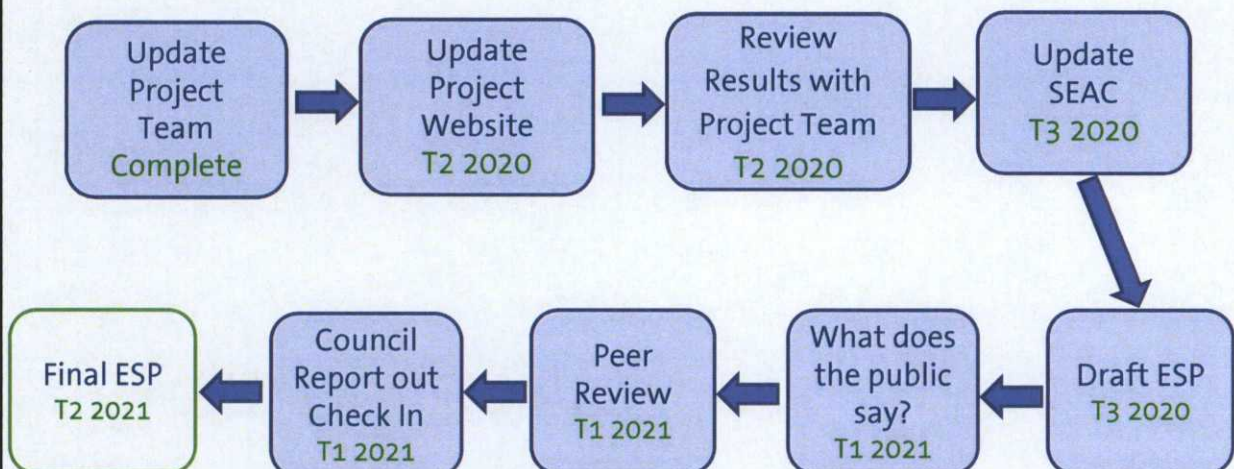 Update
Project
Team
Complete
Update
Project
Website
T2 2020
Review
Results with
Project Team
T2 2020
Update
SEAC
T3 2020
Draft ESP
T3 2020
What does
the public
say?
T1 2021
Peer
Review
T1 2021
Council
Report out
Check In
T1 2021
Final ESP
T2 2021